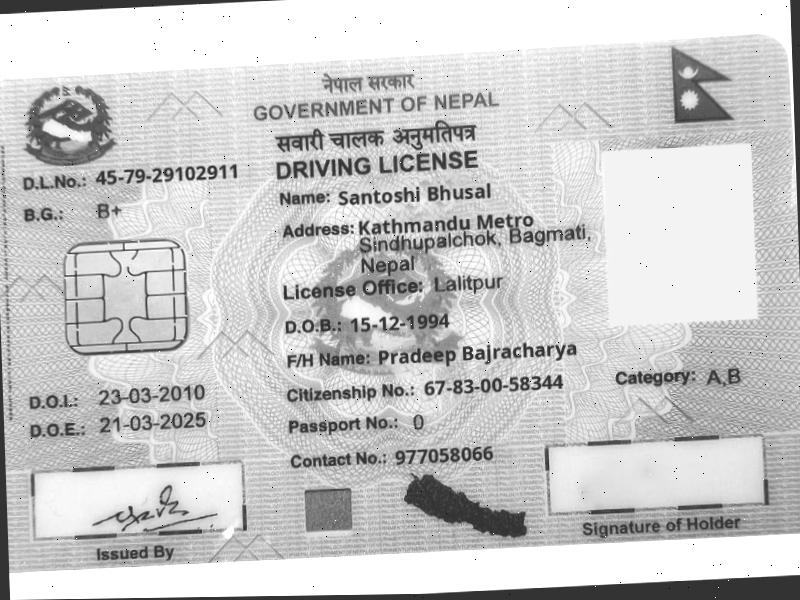 नेपाल सरकार
GOVERNMENT OF NEPAL
सवारी चालक अनुमतिपत्र
DRIVING LICENSE
D.L.No.: 45-79-29102911
B.G.: B+
Name: Santoshi Bhusal
Address: Kathmandu Metro
Sindhupalchok, Bagmati,
Nepal
License Office: Lalitpur
D.O.B.: 15-12-1994
F/H Name: Pradeep Bajracharya
Citizenship No.: 67-83-00-58344
Category: A,B
D.O.I.: 23-03-2010
Passport No.: 0
D.O.E.: 21-03-2025
Contact No.: 977058066
Issued By
Signature of Holder